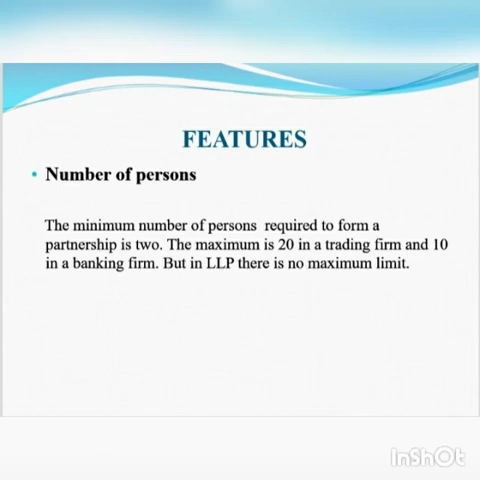 FEATURES
• Number of persons
The minimum number of persons required to form a
partnership is two. The maximum is 20 in a trading firm and 10
in a banking firm. But in LLP there is no maximum limit.
InShOt